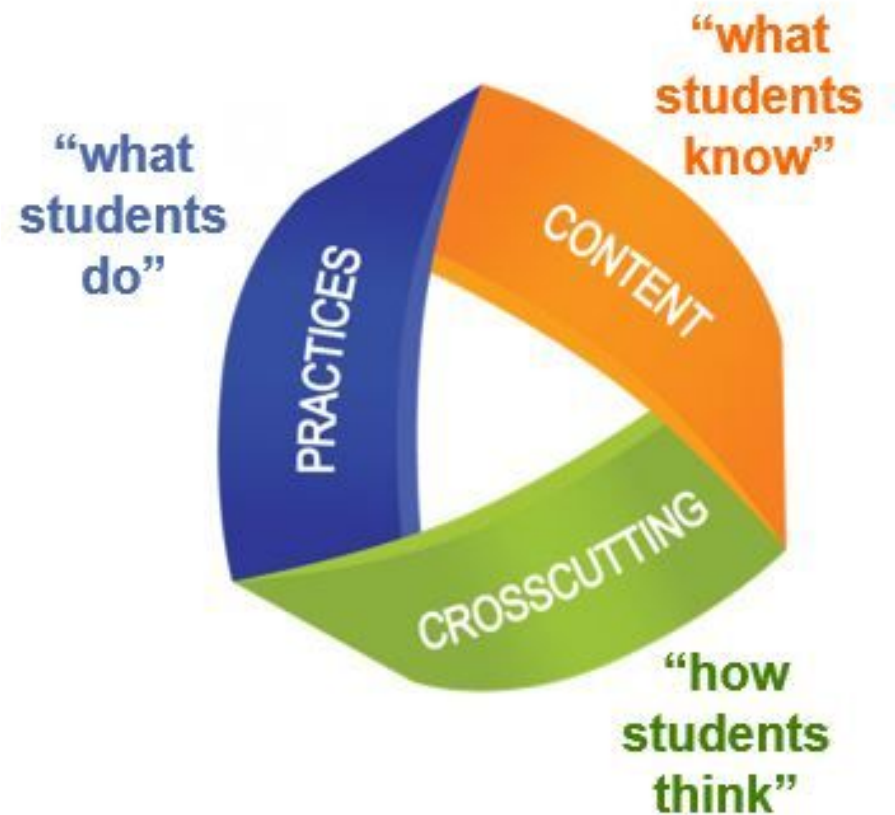 “what
students
do”
PRACTICES
“what
students
know”
CONTENT
CROSSCUTTING
“how
students
think”